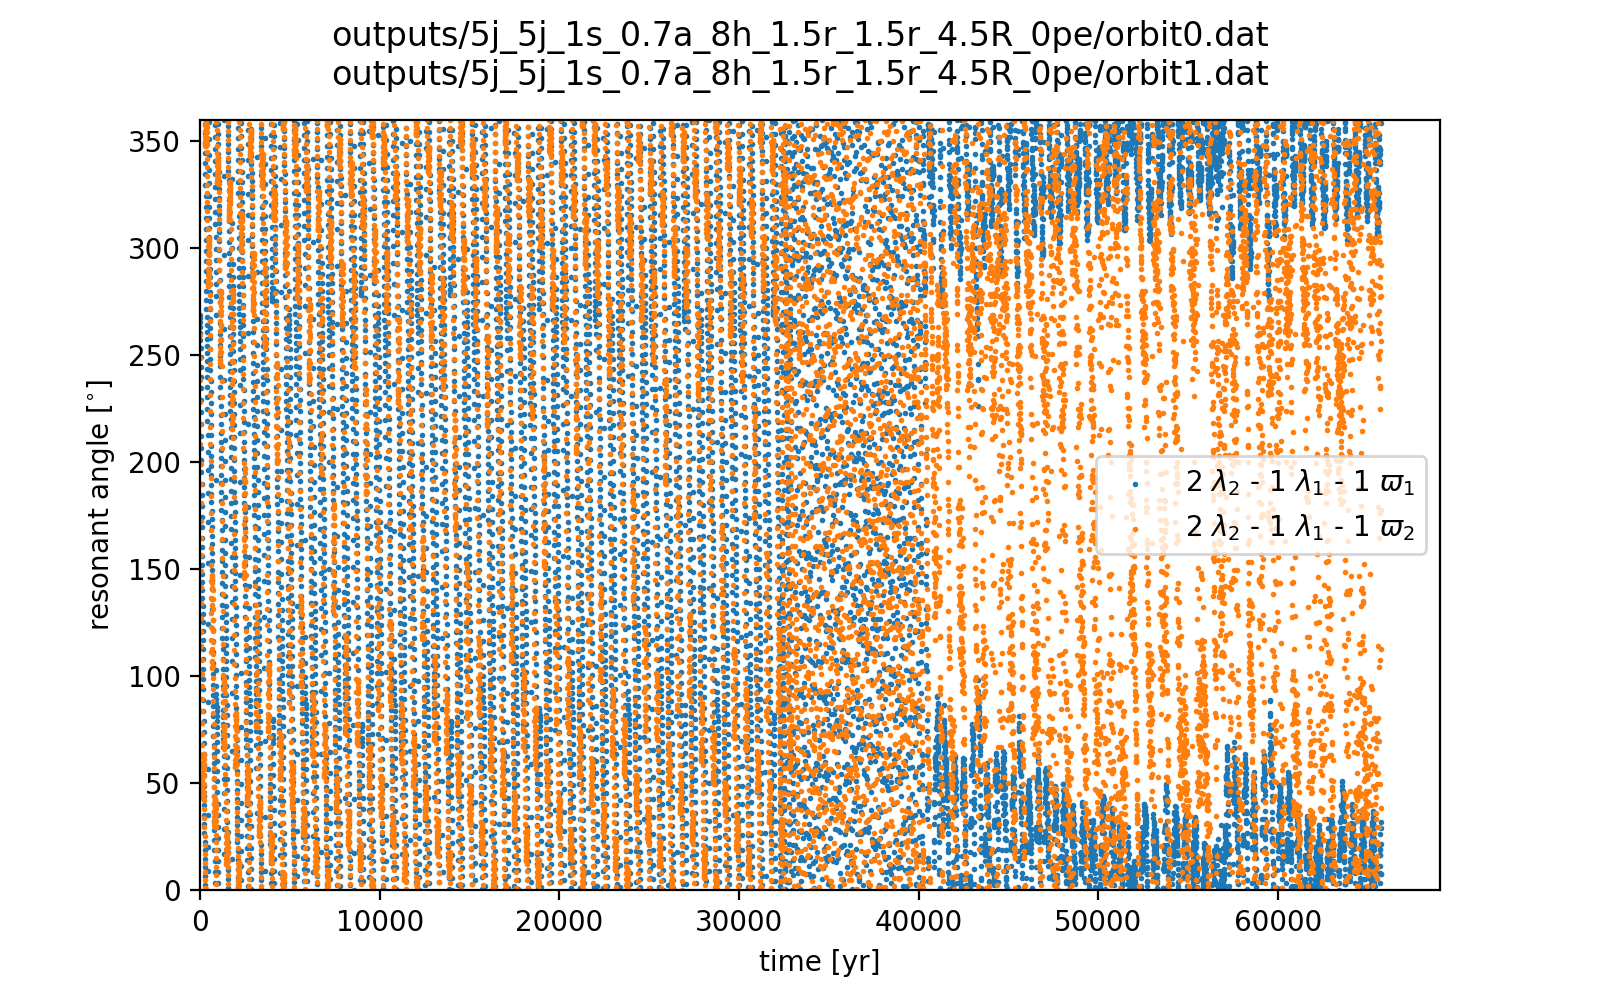 outputs/5j_5j_1s_0.7a_8h_1.5r_1.5r_4.5R_0pe/orbit0.dat
outputs/5j_5j_1s_0.7a_8h_1.5r_1.5r_4.5R_0pe/orbit1.dat
350
300
250
200
150
100
50
0
resonant angle [°]
2 λ₂ - 1 λ₁ - 1 ϖ₁
2 λ₂ - 1 λ₁ - 1 ϖ₂
0 10000 20000 30000 40000 50000 60000
time [yr]